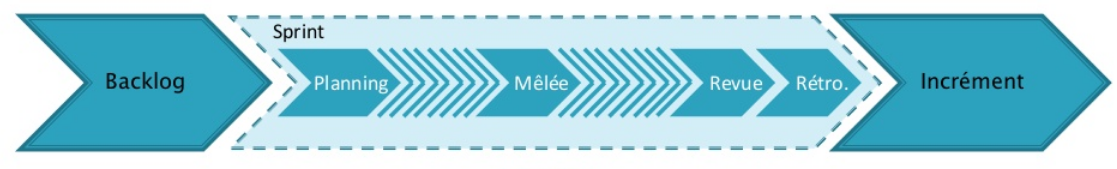 Sprint
Backlog
Planning
Mêlée
Revue
Rétro.
Incrément